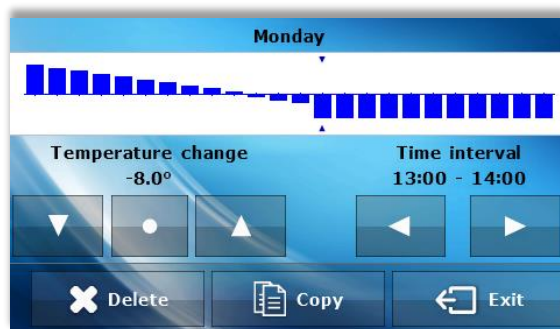 Monday
Temperature change
-8.0°
Time interval
13:00 - 14:00
Delete
Copy
Exit